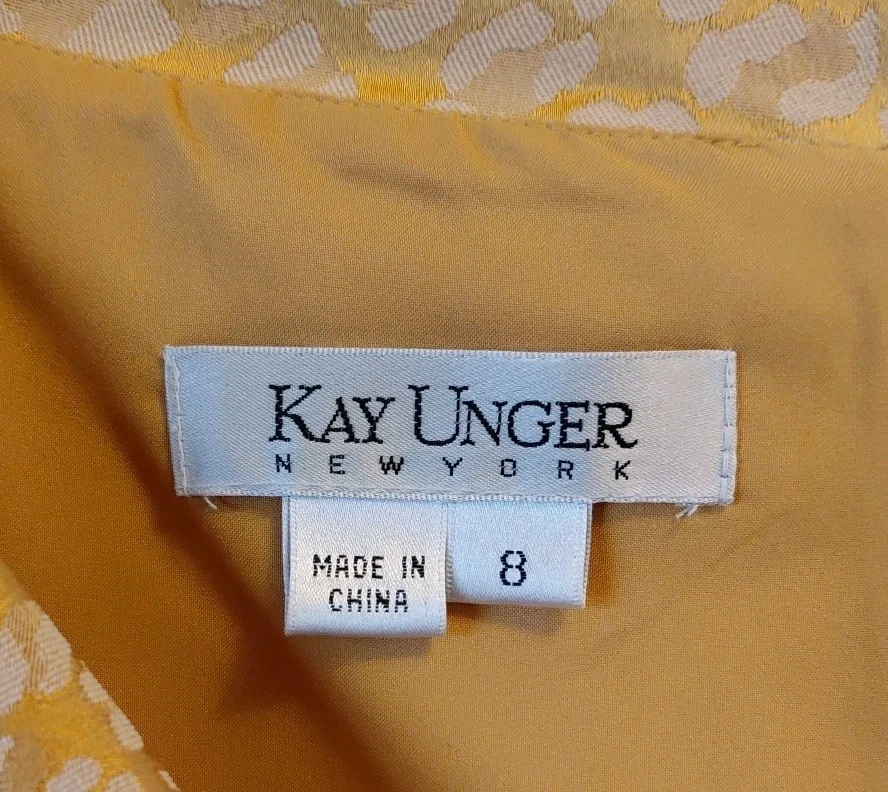 KAY UNGER
NEW YORK
MADE IN
CHINA
8